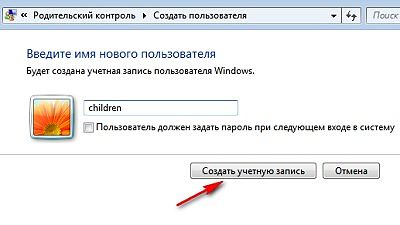 « Родительский контроль ▸ Создать пользователя Поиск
Введите имя нового пользователя
Будет создана учетная запись пользователя Windows.
children
Пользователь должен задать пароль при следующем входе в систему
Создать учетную запись Отмена